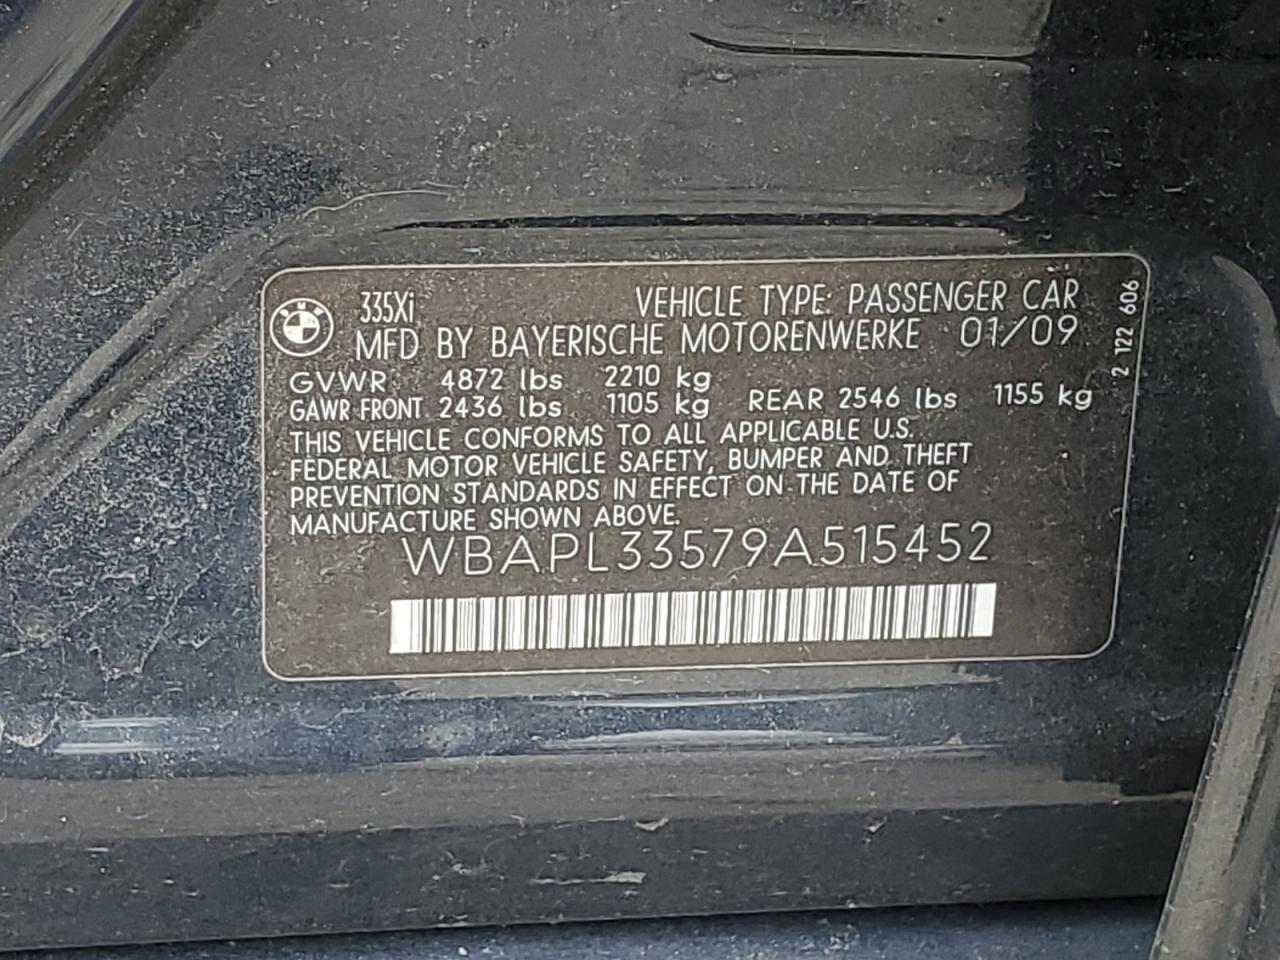 335Xi VEHICLE TYPE: PASSENGER CAR
MFD BY BAYERISCHE MOTORENWERKE 01/09
GVWR 4872 lbs 2210 kg
GAWR FRONT 2436 lbs 1105 kg REAR 2546 lbs 1155 kg
THIS VEHICLE CONFORMS TO ALL APPLICABLE U.S.
FEDERAL MOTOR VEHICLE SAFETY, BUMPER AND THEFT
PREVENTION STANDARDS IN EFFECT ON THE DATE OF
MANUFACTURE SHOWN ABOVE.
WBAPL33579A515452
2 122 606